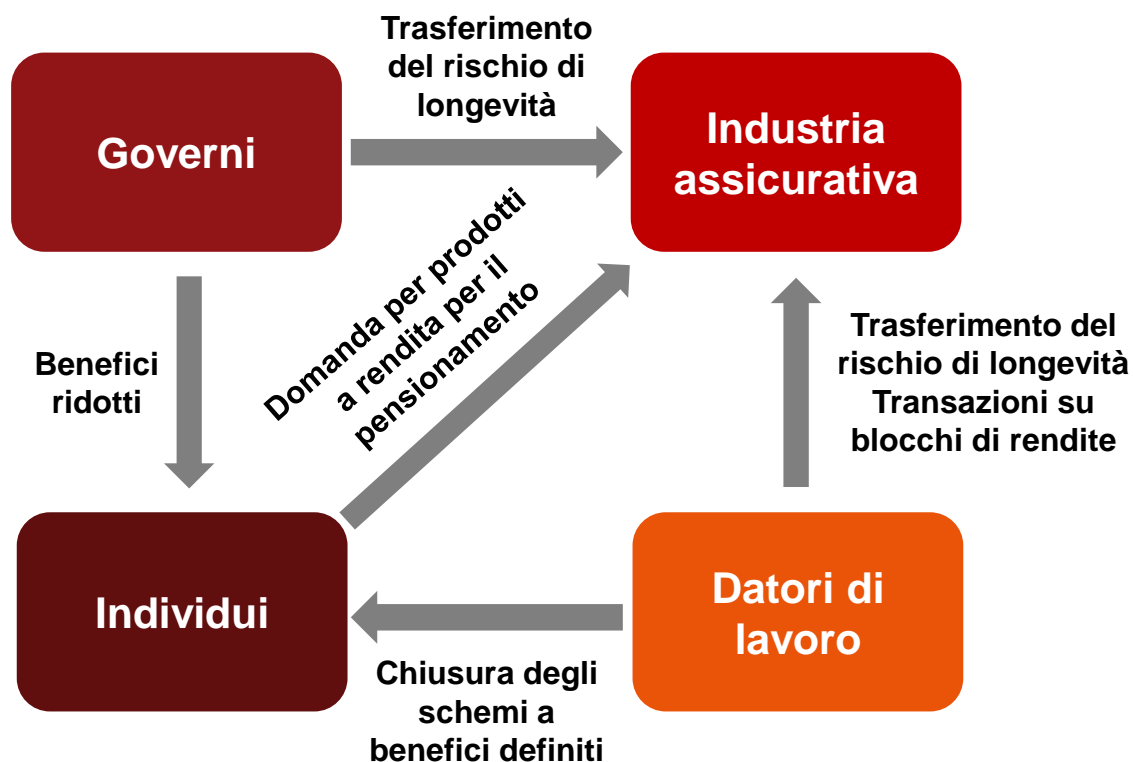 Trasferimento
del rischio di
longevità
Governi
Industria
assicurativa
Domanda per prodotti
a rendita per il
pensionamento
Benefici
ridotti
Trasferimento del
rischio di longevità
Transazioni su
blocchi di rendite
Individui
Datori di
lavoro
Chiusura degli
schemi a
benefici definiti